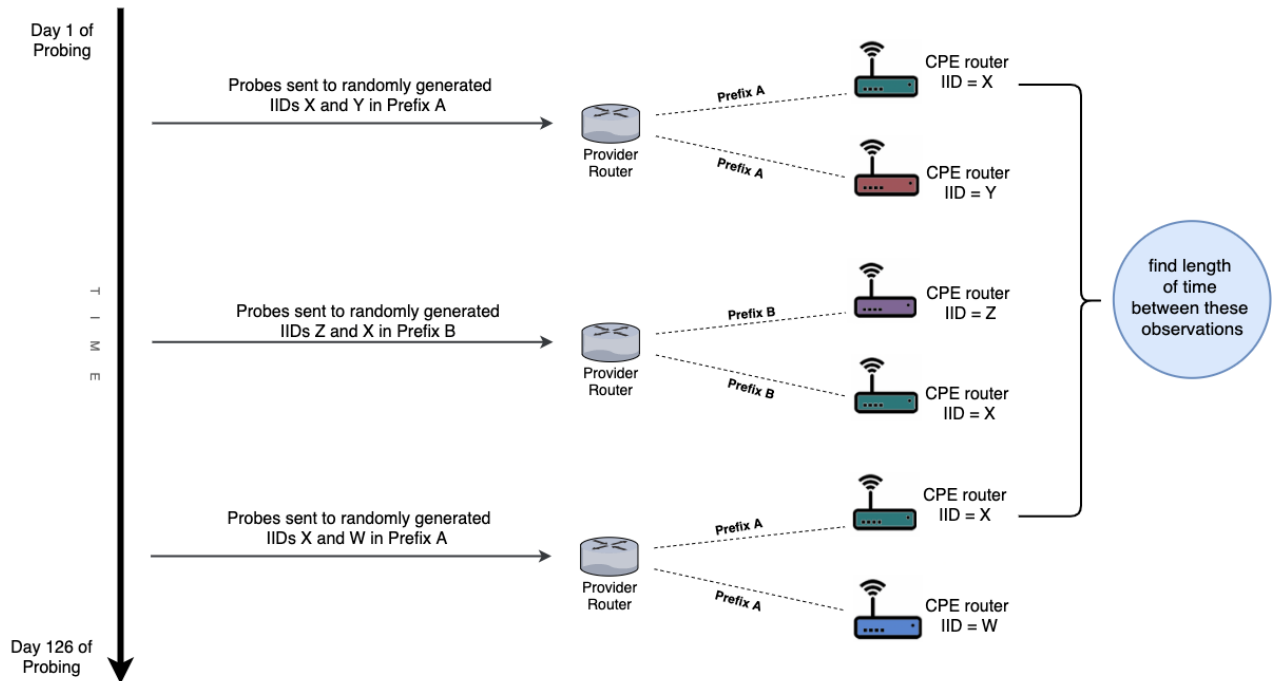 Day 1 of
Probing
Probes sent to randomly generated
IIDs X and Y in Prefix A
Provider
Router
Prefix A
Prefix A
CPE router
IID = X
CPE router
IID = Y
T I M E
Probes sent to randomly generated
IIDs Z and X in Prefix B
Provider
Router
Prefix B
Prefix B
CPE router
IID = Z
CPE router
IID = X
find length
of time
between these
observations
Probes sent to randomly generated
IIDs X and W in Prefix A
Provider
Router
Prefix A
Prefix A
CPE router
IID = X
CPE router
IID = W
Day 126 of
Probing